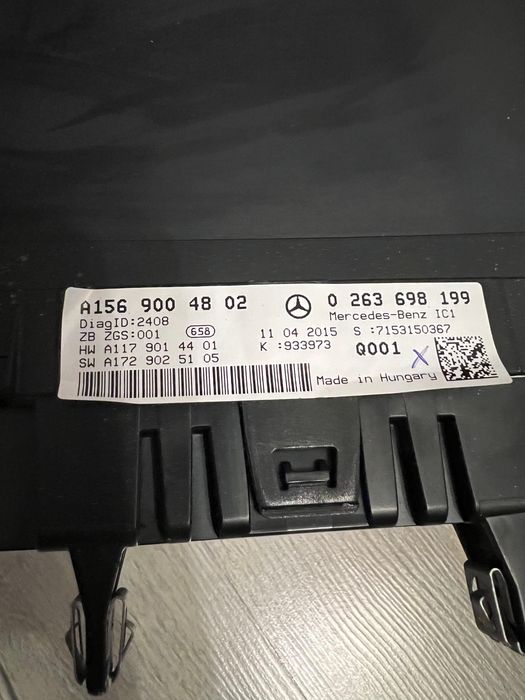 A156 900 48 02
DiagID:2408
ZB ZGS:001 658
HW A117 901 44 01
SW A172 902 51 05
0 263 698 199
Mercedes-Benz IC1
11 04 2015 S :7153150367
K :933973 Q001 X
Made in Hungary